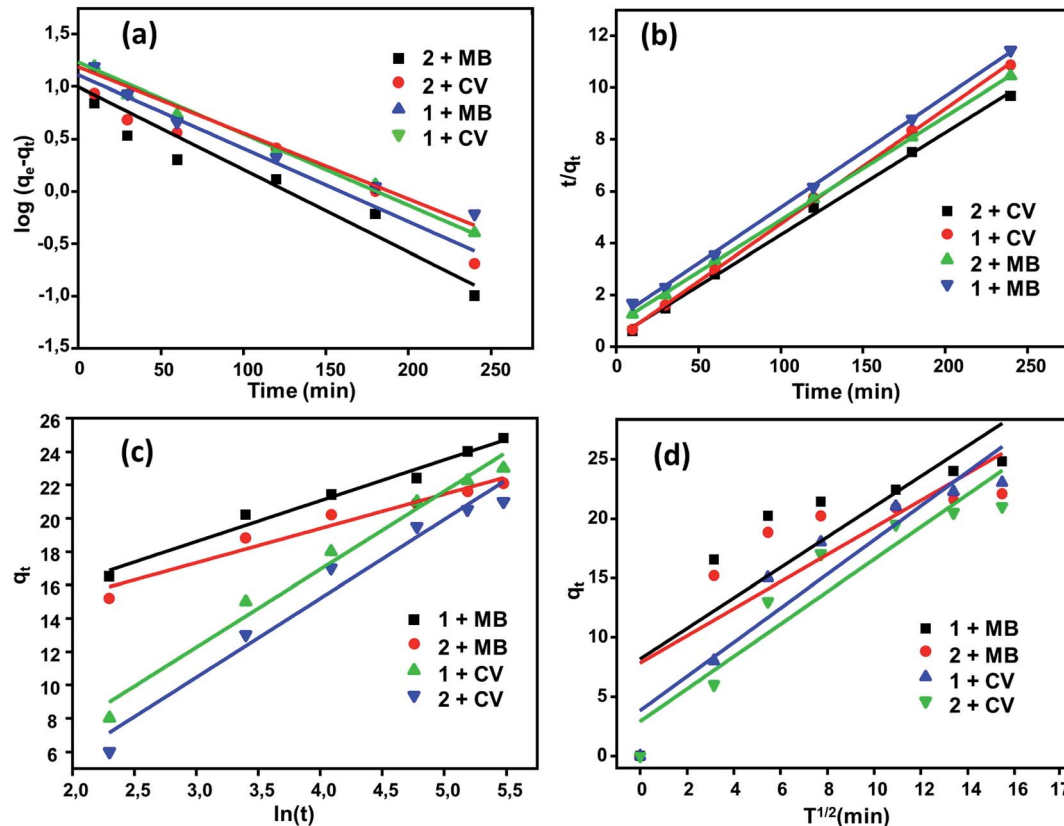 (a)
2 + MB
2 + CV
1 + MB
1 + CV
1,5
1,0
0,5
0,0
-0,5
-1,0
-1,5
log (qₑ-qₜ)
0 50 100 150 200 250
Time (min)
(b)
12
10
8
6
4
2
0
t/qₜ
2 + CV
1 + CV
2 + MB
1 + MB
0 50 100 150 200 250
Time (min)
(c)
26
24
22
20
18
16
14
12
10
8
6
qₜ
1 + MB
2 + MB
1 + CV
2 + CV
2,0 2,5 3,0 3,5 4,0 4,5 5,0 5,5
ln(t)
(d)
25
20
15
10
5
0
qₜ
1 + MB
2 + MB
1 + CV
2 + CV
0 2 4 6 8 10 12 14 16 17
T¹/²(min)